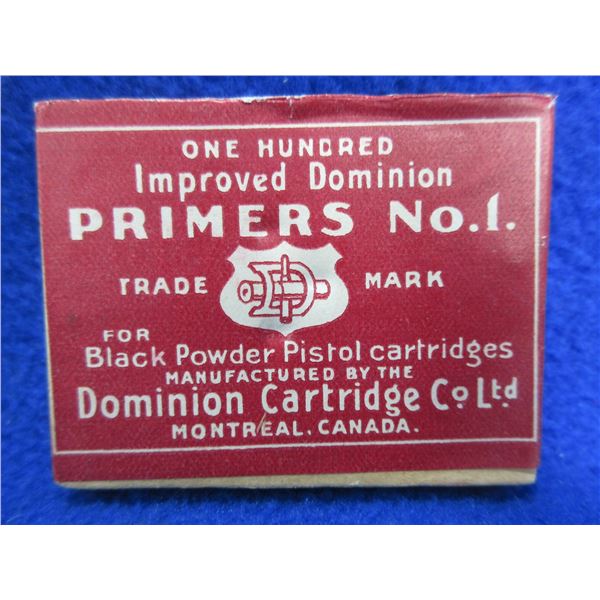 ONE HUNDRED
Improved Dominion
PRIMERS No.1.
TRADE MARK
FOR
Black Powder Pistol cartridges
MANUFACTURED BY THE
Dominion Cartridge Co Ltd
MONTREAL. CANADA.